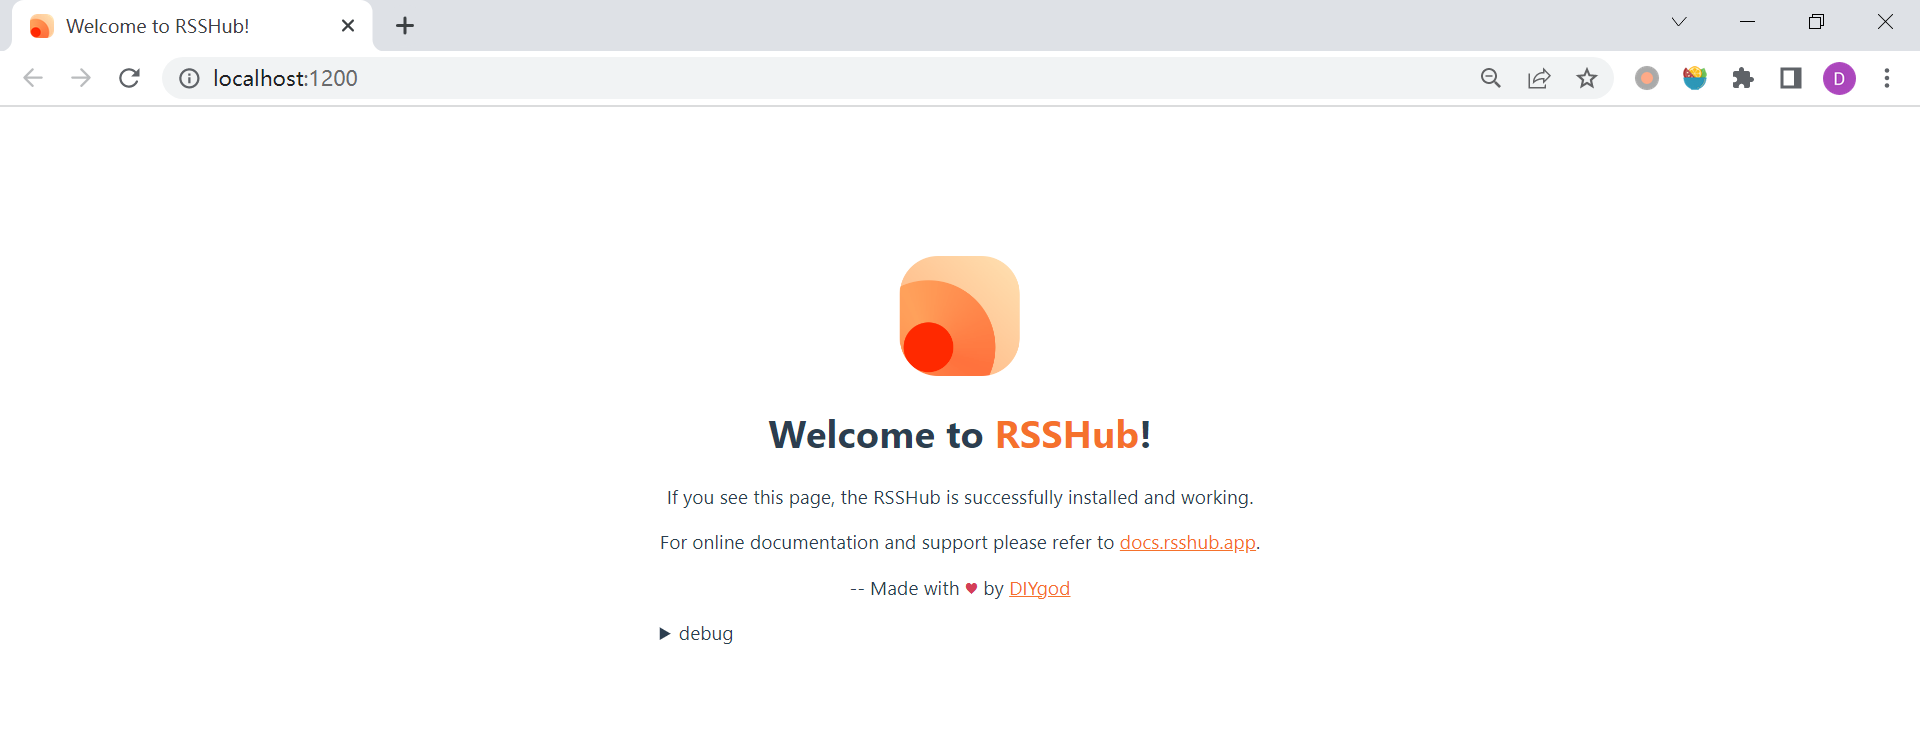 Welcome to RSSHub!
localhost:1200
D
Welcome to RSSHub!
If you see this page, the RSSHub is successfully installed and working.
For online documentation and support please refer to docs.rsshub.app.
-- Made with ♥ by DIYgod
debug